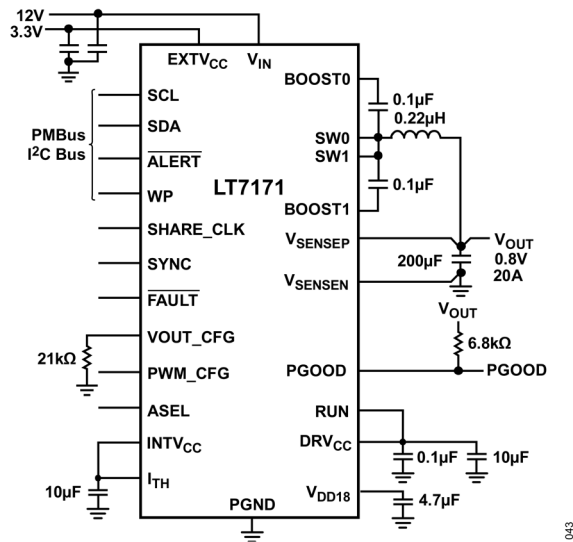 12V
3.3V
EXTVCC
VIN
BOOST0
SCL
0.1µF
0.22µH
SDA
SW0
PMBus
I2C Bus
ALERT
SW1
WP
LT7171
0.1µF
BOOST1
SHARE_CLK
VSENSEP
VOUT
0.8V
20A
SYNC
200µF
VSENSEN
FAULT
VOUT
VOUT_CFG
6.8kΩ
21kΩ
PWM_CFG
PGOOD
PGOOD
ASEL
RUN
INTVCC
DRVCC
0.1µF
10µF
ITH
10µF
VDD18
4.7µF
PGND
043